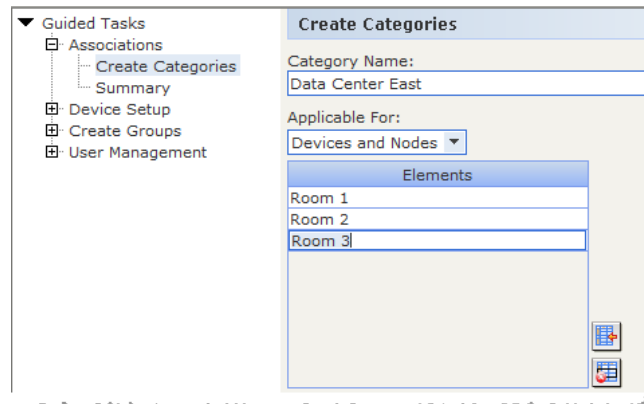 Guided Tasks
Associations
Create Categories
Summary
Device Setup
Create Groups
User Management
Create Categories
Category Name:
Data Center East
Applicable For:
Devices and Nodes
Elements
Room 1
Room 2
Room 3